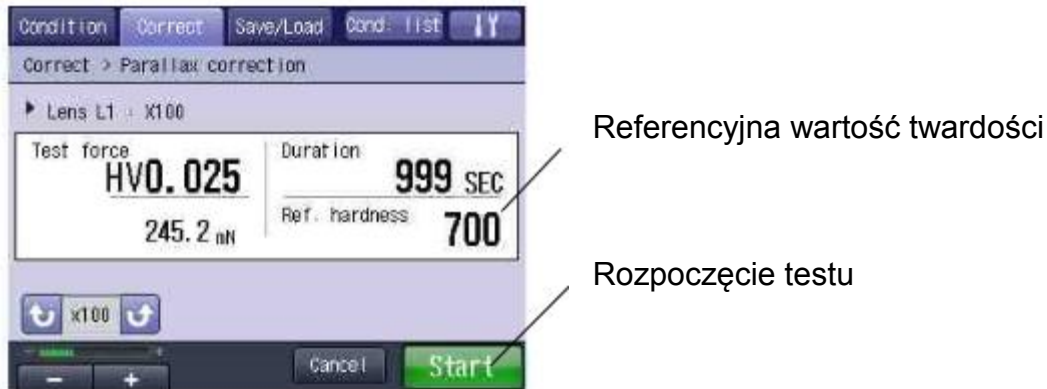 Condition Correct Save/Load Cond. list
Correct > Parallax correction
▶ Lens L1 : X100
Referencyjna wartość twardości
Test force
Duration
HV0.025
999 SEC
245.2 mN
Ref. hardness
700
Rozpoczęcie testu
x100
- +
Cancel
Start
- +